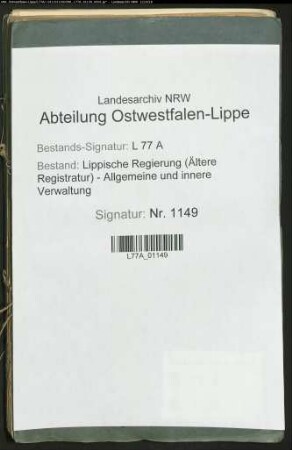 Landesarchiv NRW
Abteilung Ostwestfalen-Lippe
Bestands-Signatur: L 77 A
Bestand: Lippische Regierung (Ältere
Registratur) - Allgemeine und innere
Verwaltung
Signatur: Nr. 1149
L77A_01149